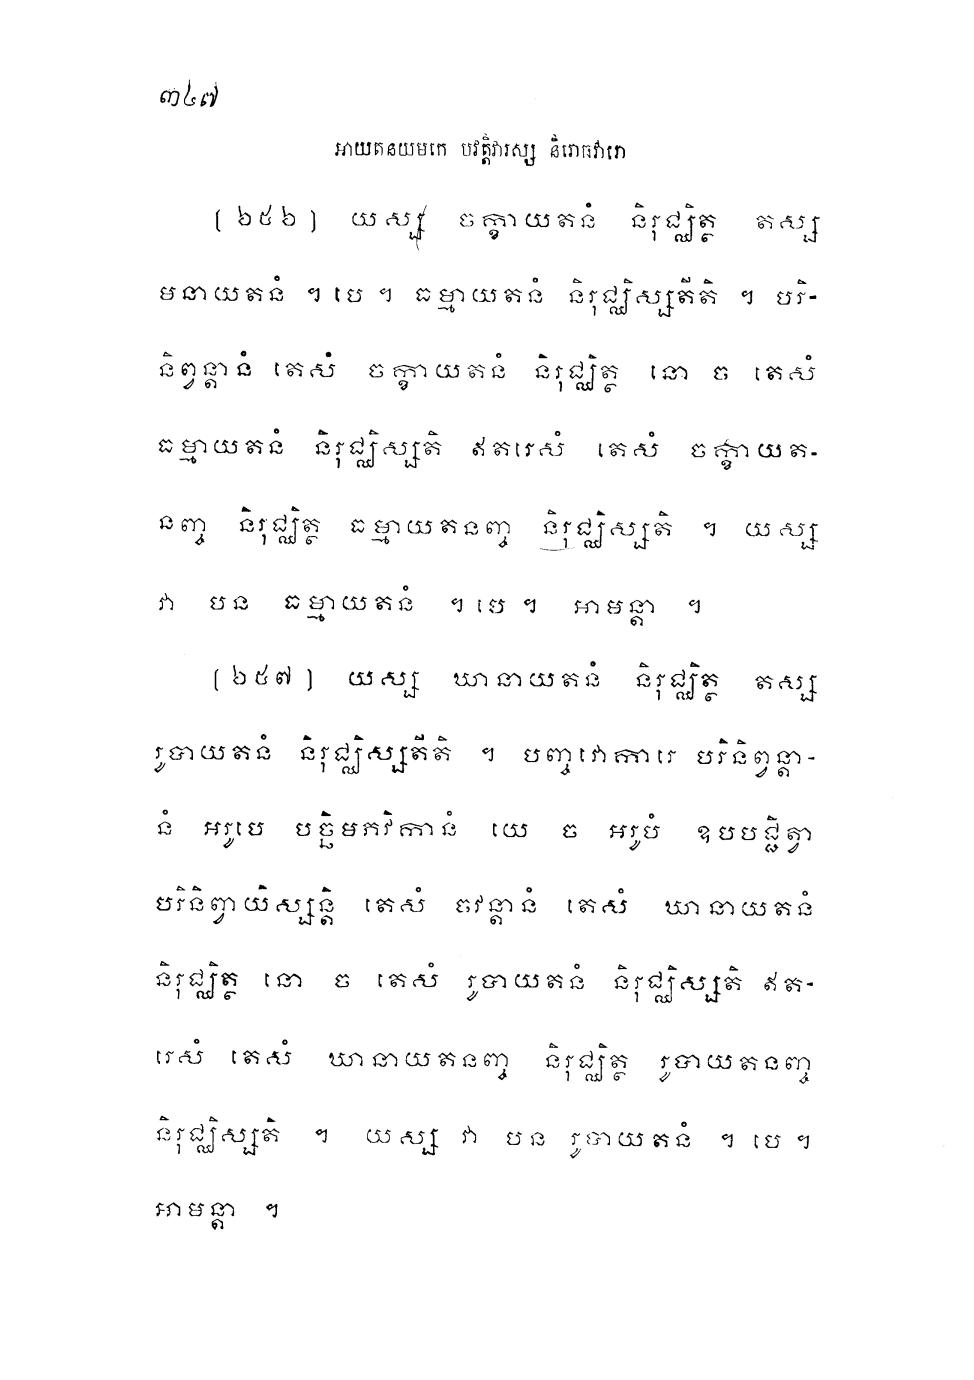 ៣៤៧
អាយតនយមកេ បវត្តិវារស្ស និរោធវារោ
(២៥៦) យស្ស ចក្ខាយតនំ និរុជ្ឈិត្ថ តស្ស
មនាយតនំ ។ បេ ។ ធម្មាយតនំ និរុជ្ឈិស្សតីតិ ។ បរិ-
និព្វន្តានំ តេសំ ចក្ខាយតនំ និរុជ្ឈិត្ថ នោ ច តេសំ
ធម្មាយតនំ និរុជ្ឈិស្សតិ ឥតរេសំ តេសំ ចក្ខាយត-
នញ្ច និរុជ្ឈិត្ថ ធម្មាយតនញ្ច និរុជ្ឈិស្សតិ ។ យស្ស
វា បន ធម្មាយតនំ ។ បេ ។ អាមន្តា ។
(២៥៧) យស្ស ឃានាយតនំ និរុជ្ឈិត្ថ តស្ស
រូបាយតនំ និរុជ្ឈិស្សតីតិ ។ បញ្ចវោការេ បរិនិព្វន្តា-
នំ អរូបេ បច្ឆិមភវិកានំ យេ ច អរូបំ ឧបបជ្ជិត្វា
បរិនិព្វាយិស្សន្តិ តេសំ ចវន្តានំ តេសំ ឃានាយតនំ
និរុជ្ឈិត្ថ នោ ច តេសំ រូបាយតនំ និរុជ្ឈិស្សតិ ឥត-
រេសំ តេសំ ឃានាយតនញ្ច និរុជ្ឈិត្ថ រូបាយតនញ្ច
និរុជ្ឈិស្សតិ ។ យស្ស វា បន រូបាយតនំ ។ បេ ។
អាមន្តា ។